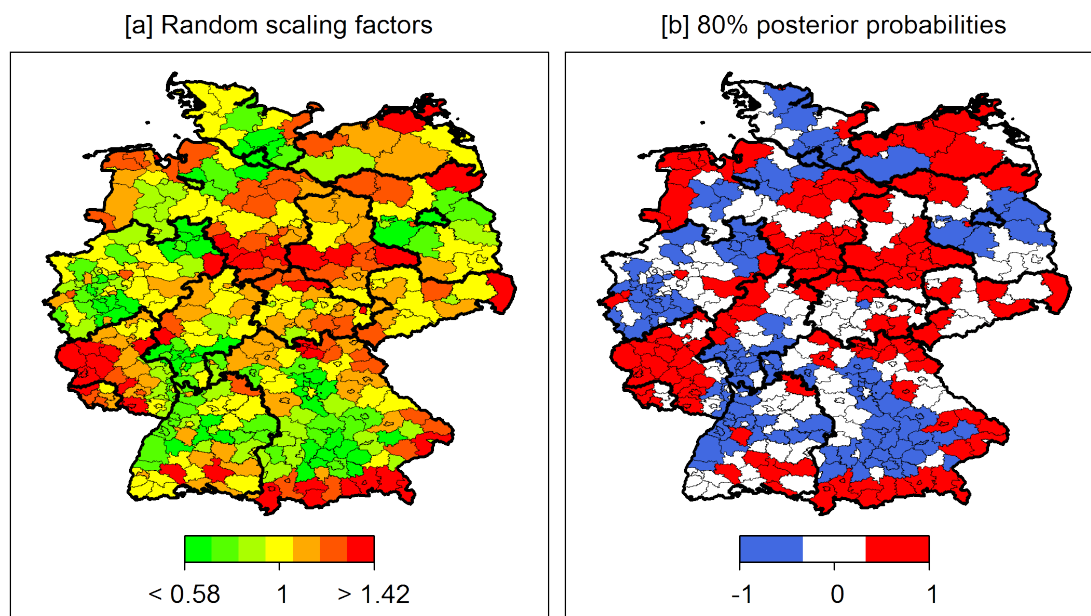 [a] Random scaling factors
[b] 80% posterior probabilities
< 0.58 1 > 1.42
-1 0 1